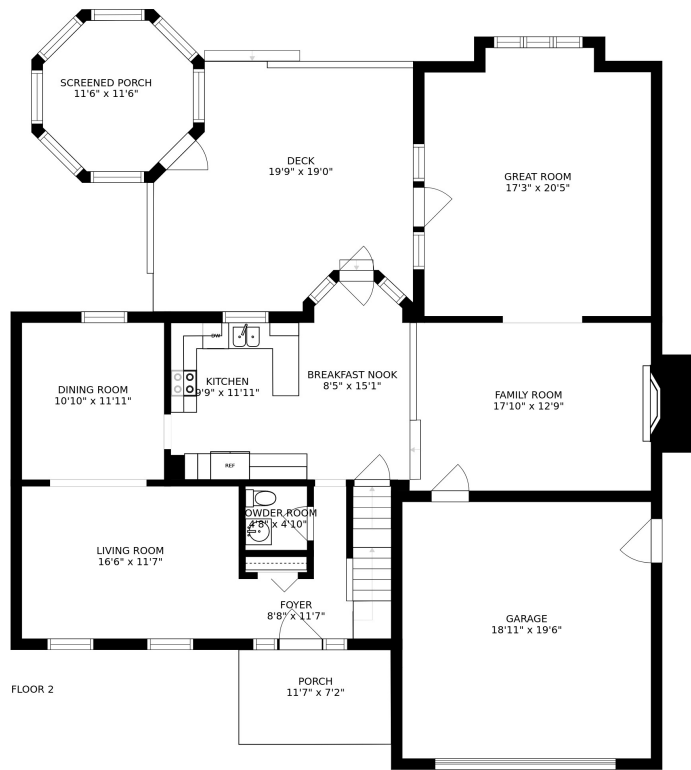 SCREENED PORCH
11'6" x 11'6"
DECK
19'9" x 19'0"
GREAT ROOM
17'3" x 20'5"
DW
KITCHEN
9'9" x 11'11"
BREAKFAST NOOK
8'5" x 15'1"
DINING ROOM
10'10" x 11'11"
FAMILY ROOM
17'10" x 12'9"
REF
POWDER ROOM
4'8" x 4'10"
LIVING ROOM
16'6" x 11'7"
FOYER
8'8" x 11'7"
GARAGE
18'11" x 19'6"
PORCH
11'7" x 7'2"
FLOOR 2